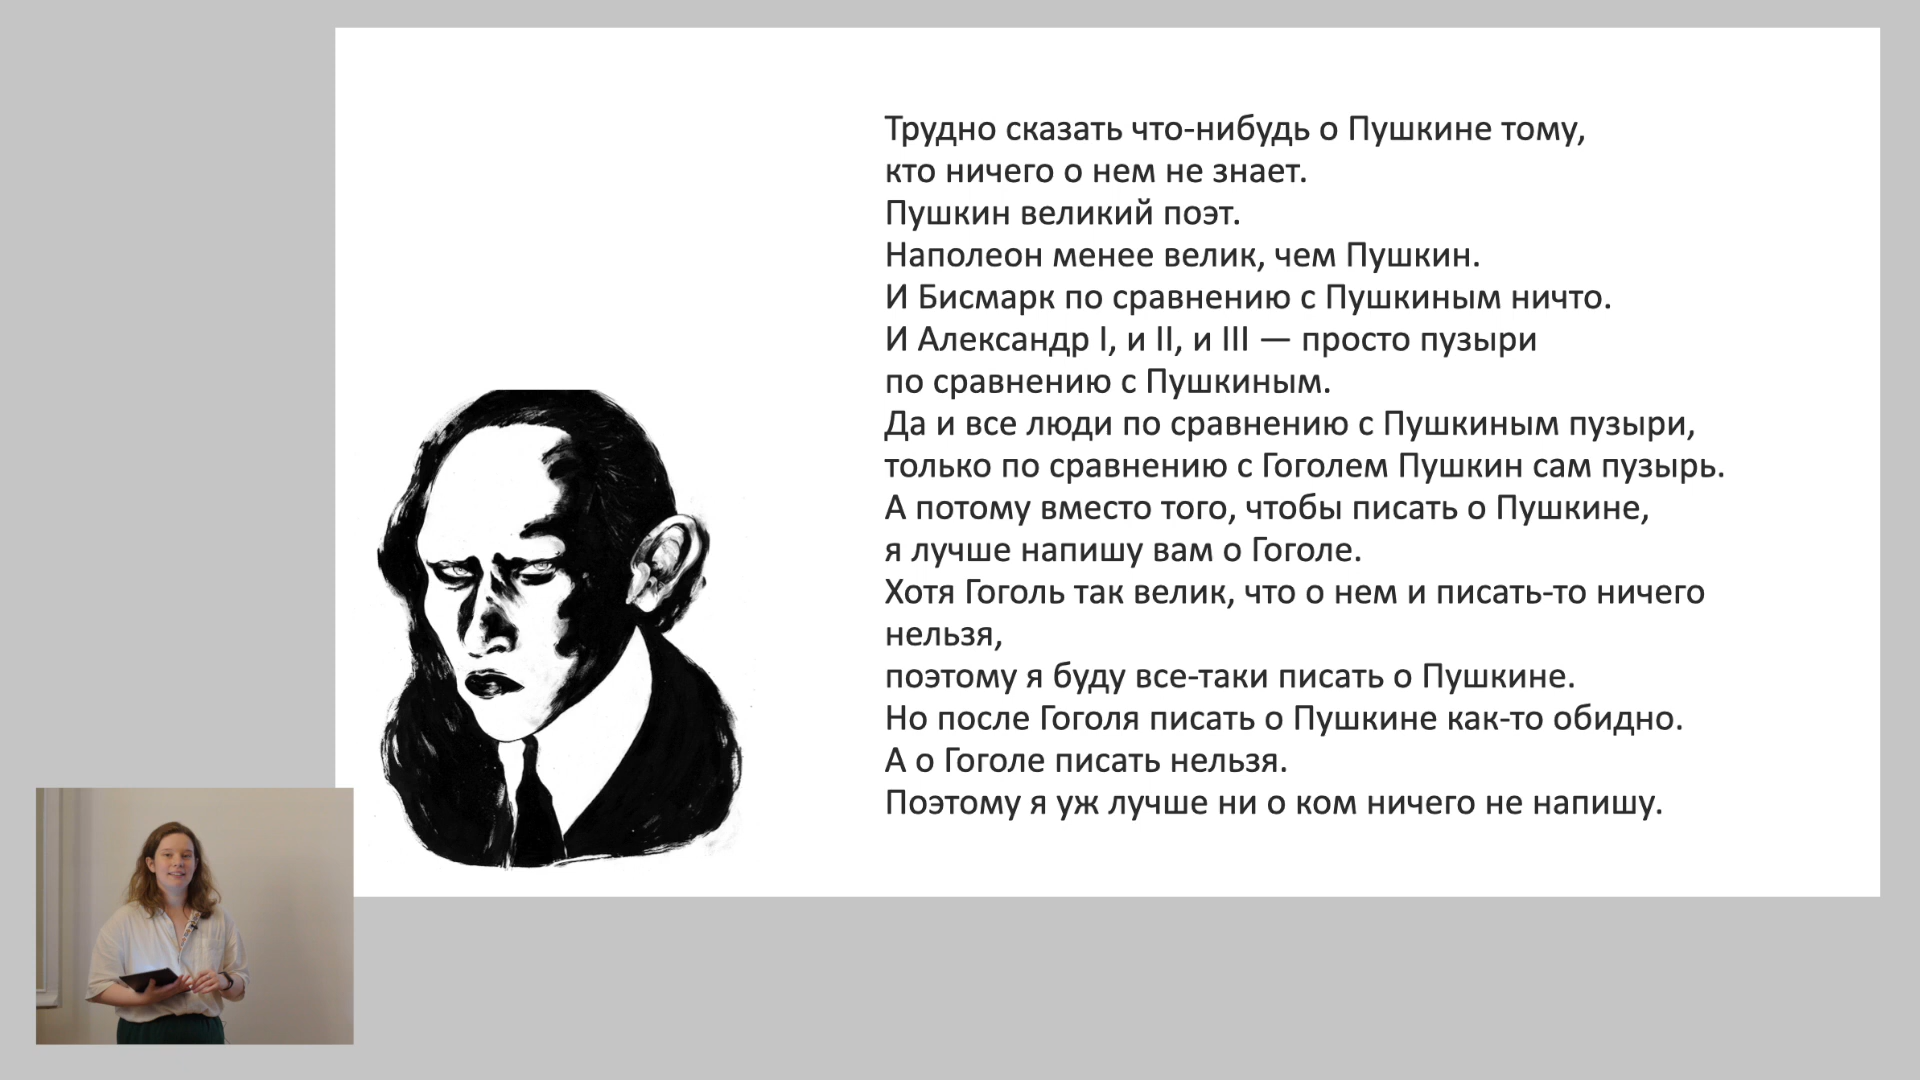 Трудно сказать что-нибудь о Пушкине тому,
кто ничего о нем не знает.
Пушкин великий поэт.
Наполеон менее велик, чем Пушкин.
И Бисмарк по сравнению с Пушкиным ничто.
И Александр I, и II, и III — просто пузыри
по сравнению с Пушкиным.
Да и все люди по сравнению с Пушкиным пузыри,
только по сравнению с Гоголем Пушкин сам пузырь.
А потому вместо того, чтобы писать о Пушкине,
я лучше напишу вам о Гоголе.
Хотя Гоголь так велик, что о нем и писать-то ничего
нельзя,
поэтому я буду все-таки писать о Пушкине.
Но после Гоголя писать о Пушкине как-то обидно.
А о Гоголе писать нельзя.
Поэтому я уж лучше ни о ком ничего не напишу.